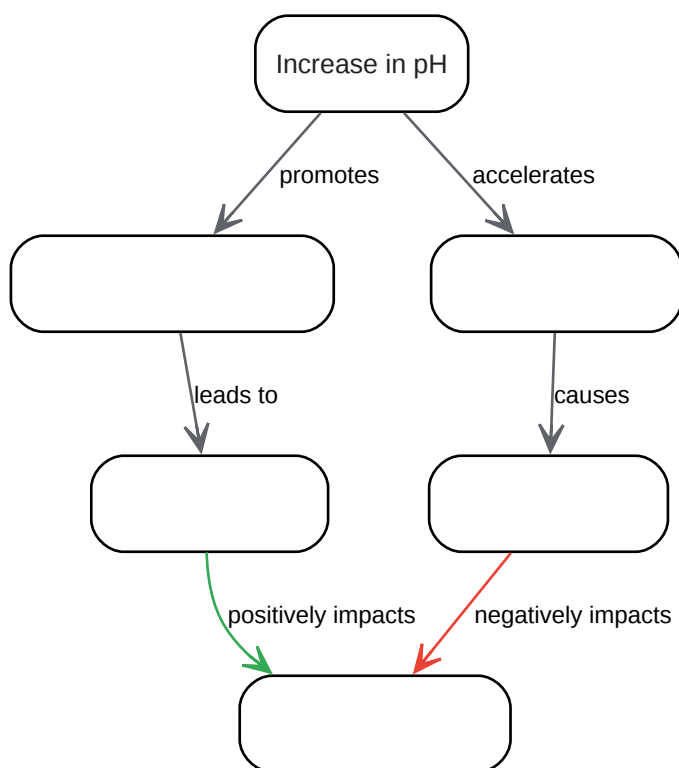 Increase in pH
promotes
accelerates
leads to
causes
positively impacts
negatively impacts